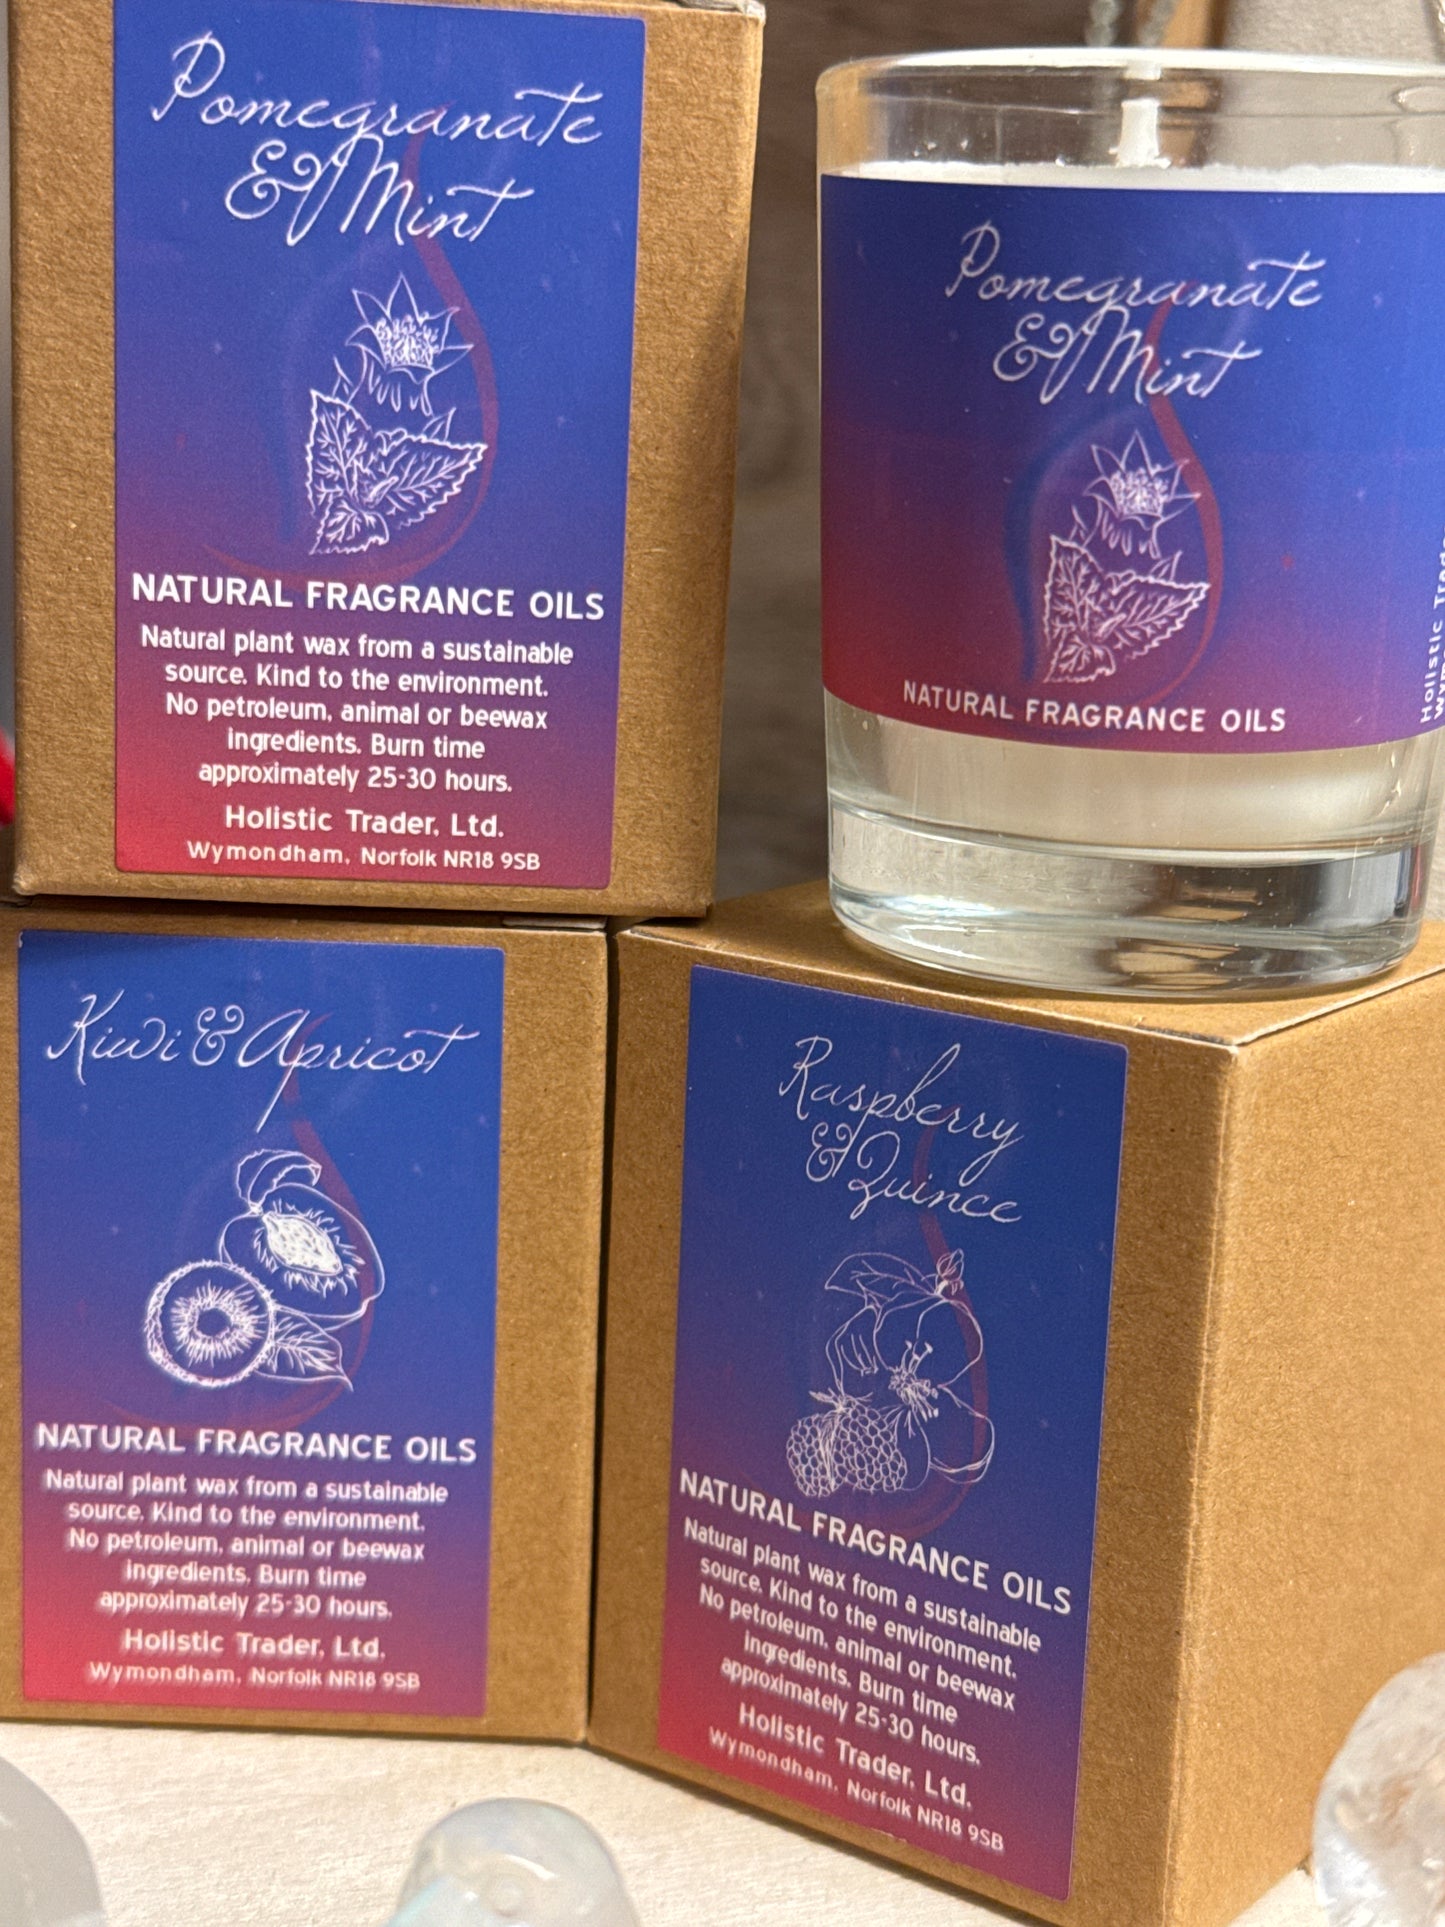 Pomegranate
& Mint
NATURAL FRAGRANCE OILS
Natural plant wax from a sustainable
source. Kind to the environment.
No petroleum, animal or beewax
ingredients. Burn time
approximately 25-30 hours.
Holistic Trader, Ltd.
Wymondham, Norfolk NR18 9SB
Pomegranate
& Mint
NATURAL FRAGRANCE OILS
Holistic
Kiwi & Apricot
NATURAL FRAGRANCE OILS
Natural plant wax from a sustainable
source. Kind to the environment.
No petroleum, animal or beewax
ingredients. Burn time
approximately 25-30 hours.
Holistic Trader, Ltd.
Wymondham, Norfolk NR18 9SB
Raspberry
& Quince
NATURAL FRAGRANCE OILS
Natural plant wax from a sustainable
source. Kind to the environment.
No petroleum, animal or beewax
ingredients. Burn time
approximately 25-30 hours.
Holistic Trader, Ltd.
Wymondham, Norfolk NR18 9SB